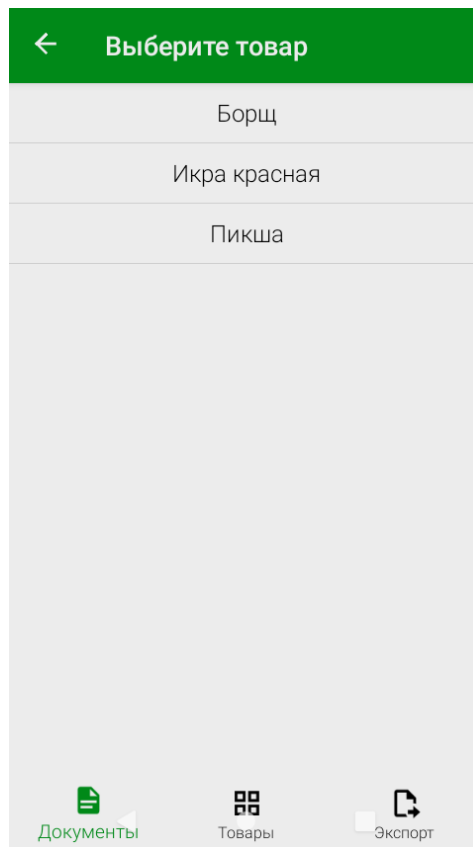 Выберите товар
Борщ
Икра красная
Пикша
Документы
Товары
Экспорт